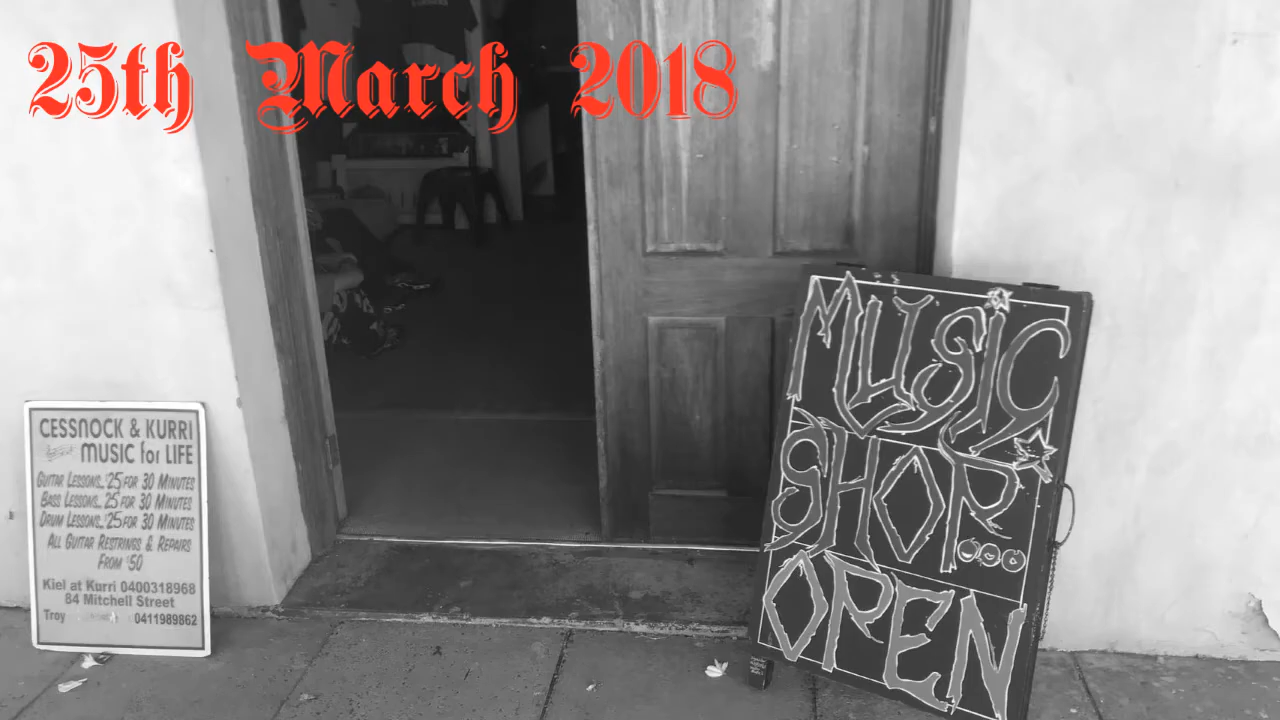 25th March 2018
CESSNOCK & KURRI
MUSIC for LIFE
GUITAR LESSONS.. $25 FOR 30 MINUTES
BASS LESSONS.. $25 FOR 30 MINUTES
DRUM LESSONS.. $25 FOR 30 MINUTES
ALL GUITAR RESTRINGS & REPAIRS
FROM $50
Kiel at Kurri 0400318968
84 Mitchell Street
Troy 0411989862
MUSIC
SHOP...
OPEN